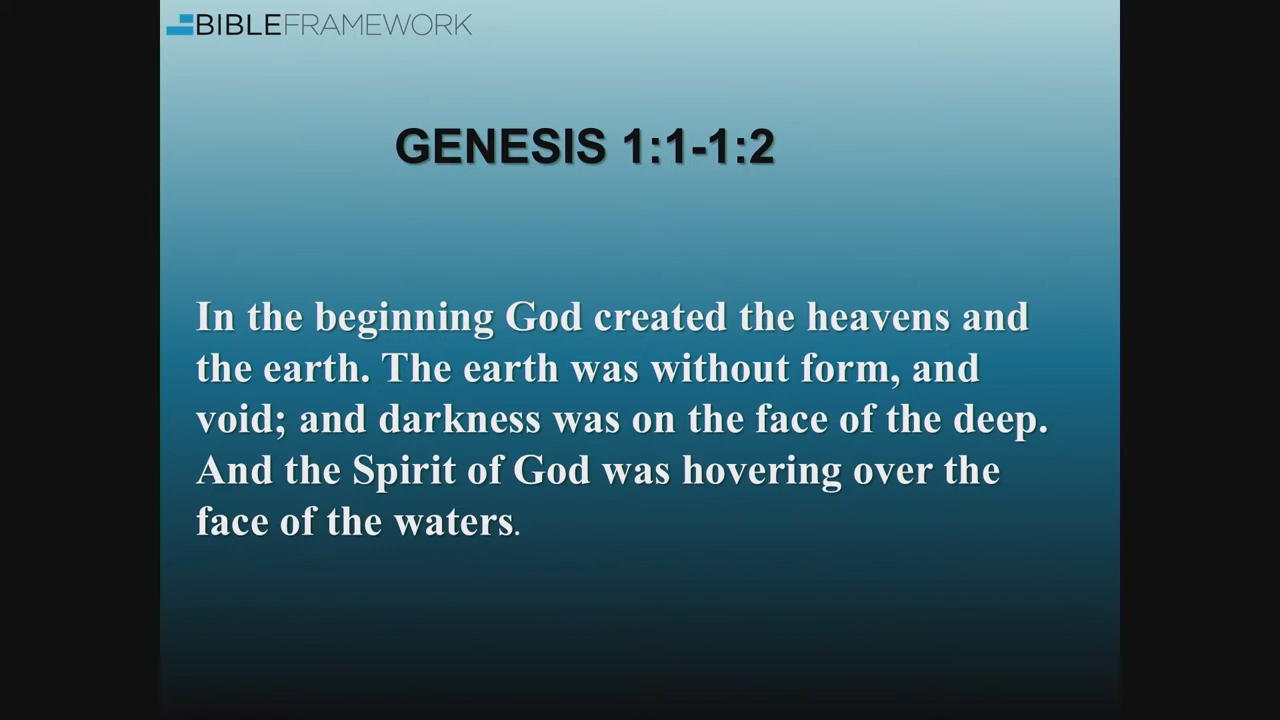 BIBLEFRAMEWORK
GENESIS 1:1-1:2
In the beginning God created the heavens and
the earth. The earth was without form, and
void; and darkness was on the face of the deep.
And the Spirit of God was hovering over the
face of the waters.